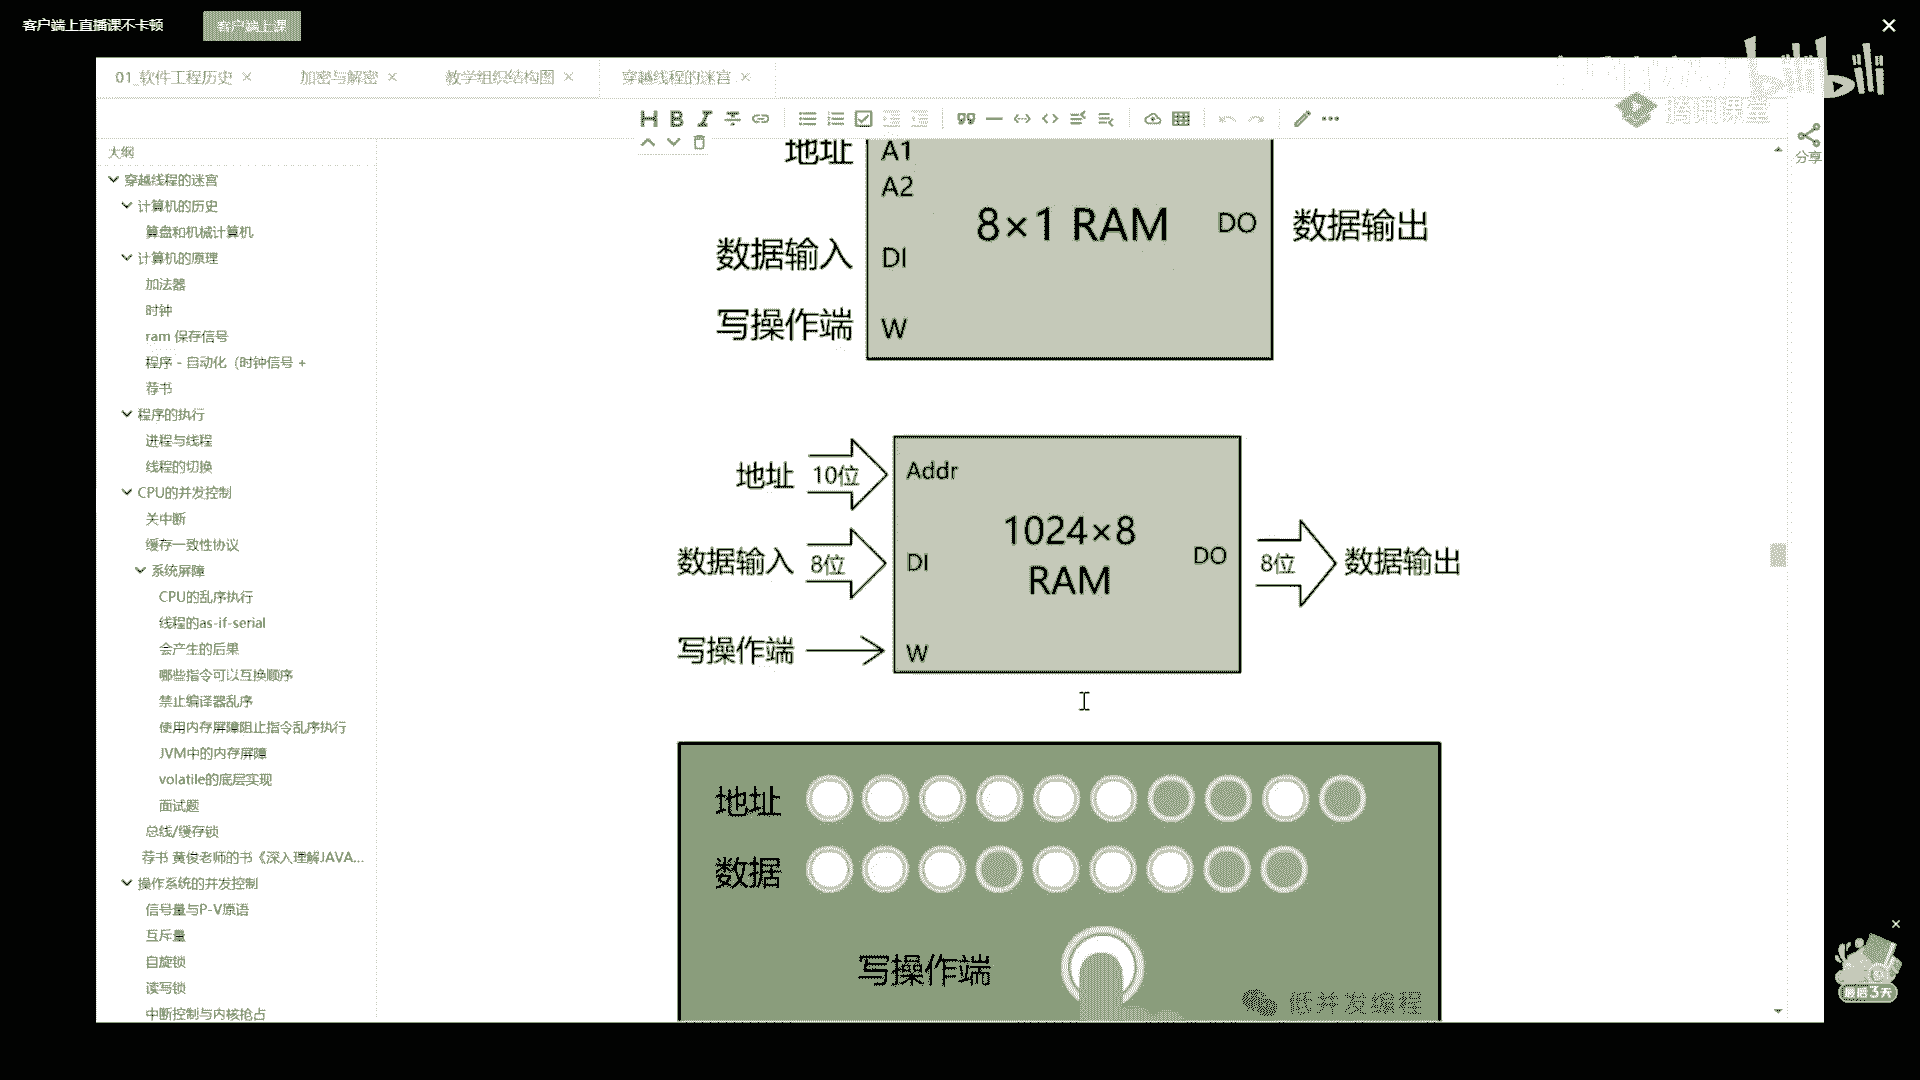 客户端上直播课不卡顿
客户端上课
01_软件工程历史
加密与解密
教学组织结构图
穿越线程的迷宫
bilibili
腾讯课堂
分享
大纲
穿越线程的迷宫
计算机的历史
算盘和机械计算机
计算机的原理
加法器
时钟
ram 保存信号
程序 - 自动化（时钟信号 +
荐书
程序的执行
进程与线程
线程的切换
CPU的并发控制
关中断
缓存一致性协议
系统屏障
CPU的乱序执行
线程的as-if-serial
会产生的后果
哪些指令可以互换顺序
禁止编译器乱序
使用内存屏障阻止指令乱序执行
JVM中的内存屏障
volatile的底层实现
面试题
总线/缓存锁
荐书 黄俊老师的书《深入理解JAVA...
操作系统的并发控制
信号量与P-V原语
互斥量
自旋锁
读写锁
中断控制与内核抢占
地址
A1
A2
8×1 RAM
DO
数据输出
数据输入
DI
写操作端
W
地址
10位
Addr
1024×8
RAM
数据输入
8位
DI
DO
8位
数据输出
写操作端
W
地址
数据
写操作端
低并发编程